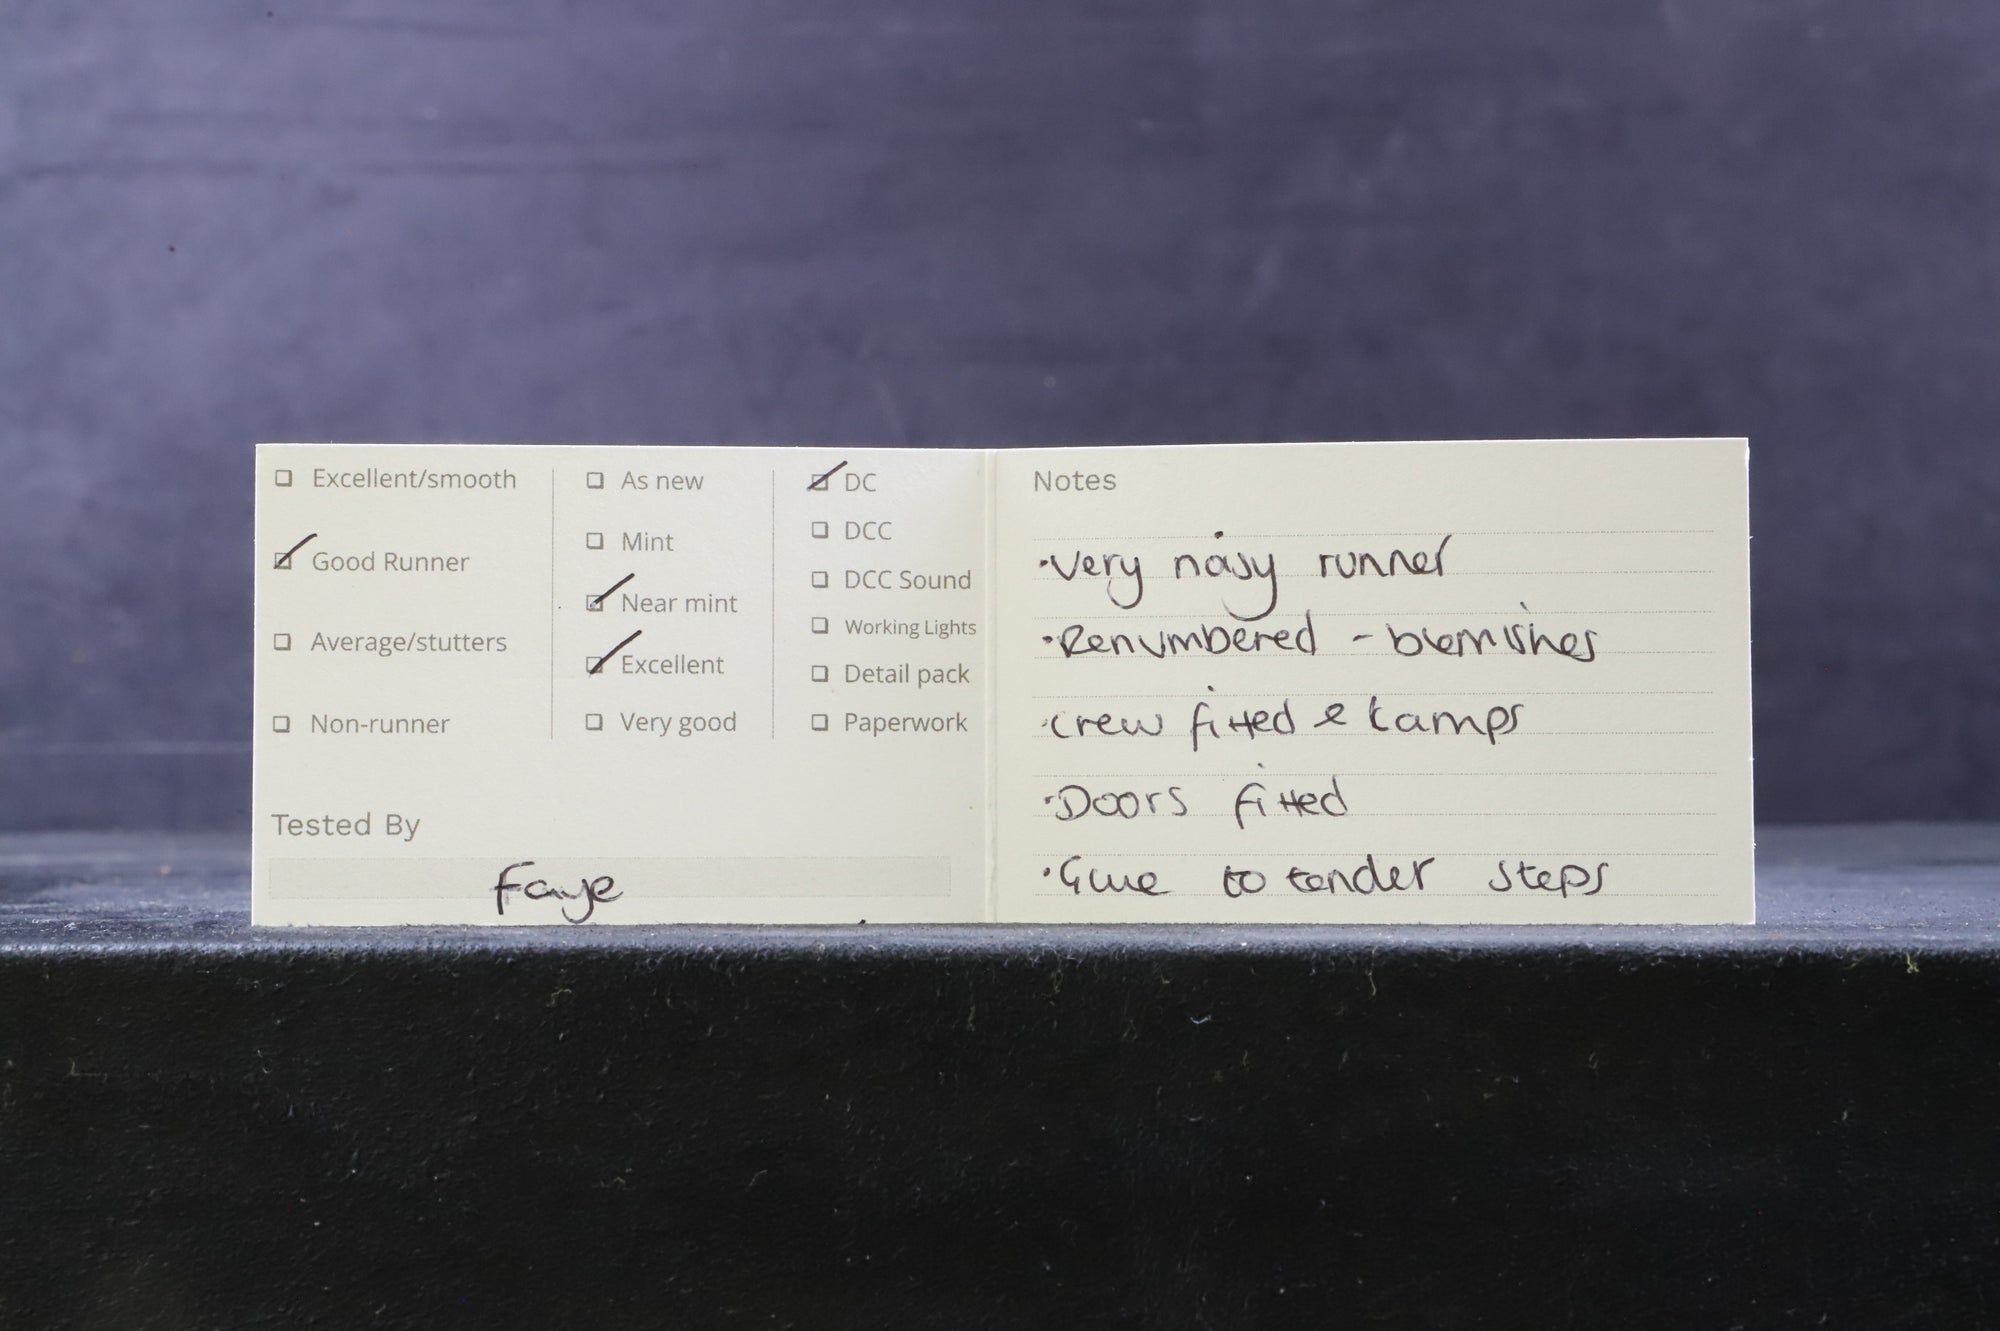 ☐ Excellent/smooth
☑ Good Runner
☐ Average/stutters
☐ Non-runner
☐ As new
☐ Mint
☑ Near mint
☑ Excellent
☐ Very good
☑ DC
☐ DCC
☐ DCC Sound
☐ Working Lights
☐ Detail pack
☐ Paperwork
Tested By
Faye
Notes
·Very noisy runner
·Renumbered - blemishes
·Crew fitted & Lamps
·Doors fitted
·Glue to tender steps